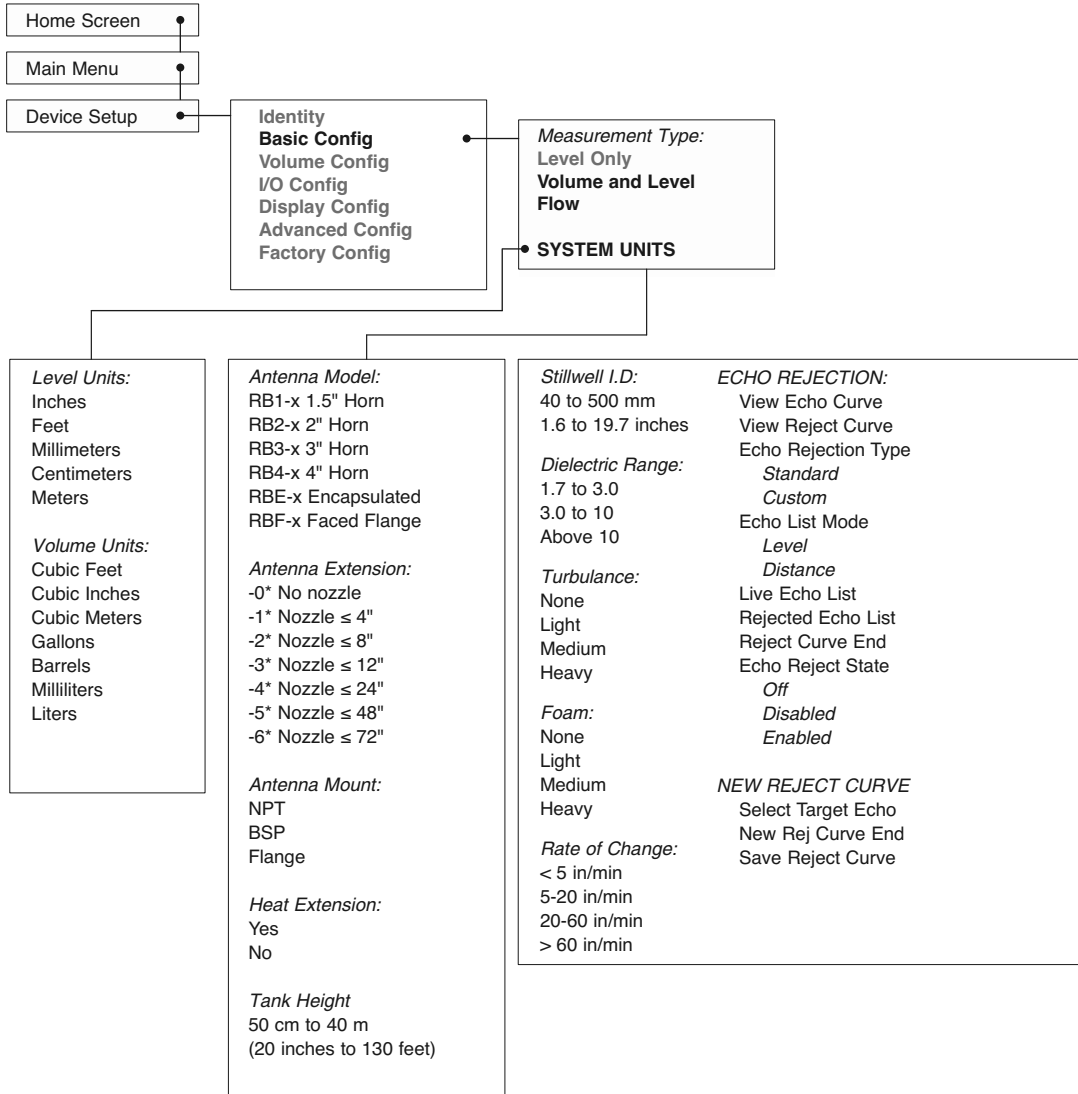 Home Screen
Main Menu
Device Setup
Identity
Basic Config
Volume Config
I/O Config
Display Config
Advanced Config
Factory Config
Measurement Type:
Level Only
Volume and Level
Flow
SYSTEM UNITS
Level Units:
Inches
Feet
Millimeters
Centimeters
Meters
Volume Units:
Cubic Feet
Cubic Inches
Cubic Meters
Gallons
Barrels
Milliliters
Liters
Antenna Model:
RB1-x 1.5" Horn
RB2-x 2" Horn
RB3-x 3" Horn
RB4-x 4" Horn
RBE-x Encapsulated
RBF-x Faced Flange
Antenna Extension:
-0* No nozzle
-1* Nozzle ≤ 4"
-2* Nozzle ≤ 8"
-3* Nozzle ≤ 12"
-4* Nozzle ≤ 24"
-5* Nozzle ≤ 48"
-6* Nozzle ≤ 72"
Antenna Mount:
NPT
BSP
Flange
Heat Extension:
Yes
No
Tank Height
50 cm to 40 m
(20 inches to 130 feet)
Stillwell I.D:
40 to 500 mm
1.6 to 19.7 inches
Dielectric Range:
1.7 to 3.0
3.0 to 10
Above 10
Turbulance:
None
Light
Medium
Heavy
Foam:
None
Light
Medium
Heavy
Rate of Change:
< 5 in/min
5-20 in/min
20-60 in/min
> 60 in/min
ECHO REJECTION:
View Echo Curve
View Reject Curve
Echo Rejection Type
Standard
Custom
Echo List Mode
Level
Distance
Live Echo List
Rejected Echo List
Reject Curve End
Echo Reject State
Off
Disabled
Enabled
NEW REJECT CURVE
Select Target Echo
New Rej Curve End
Save Reject Curve